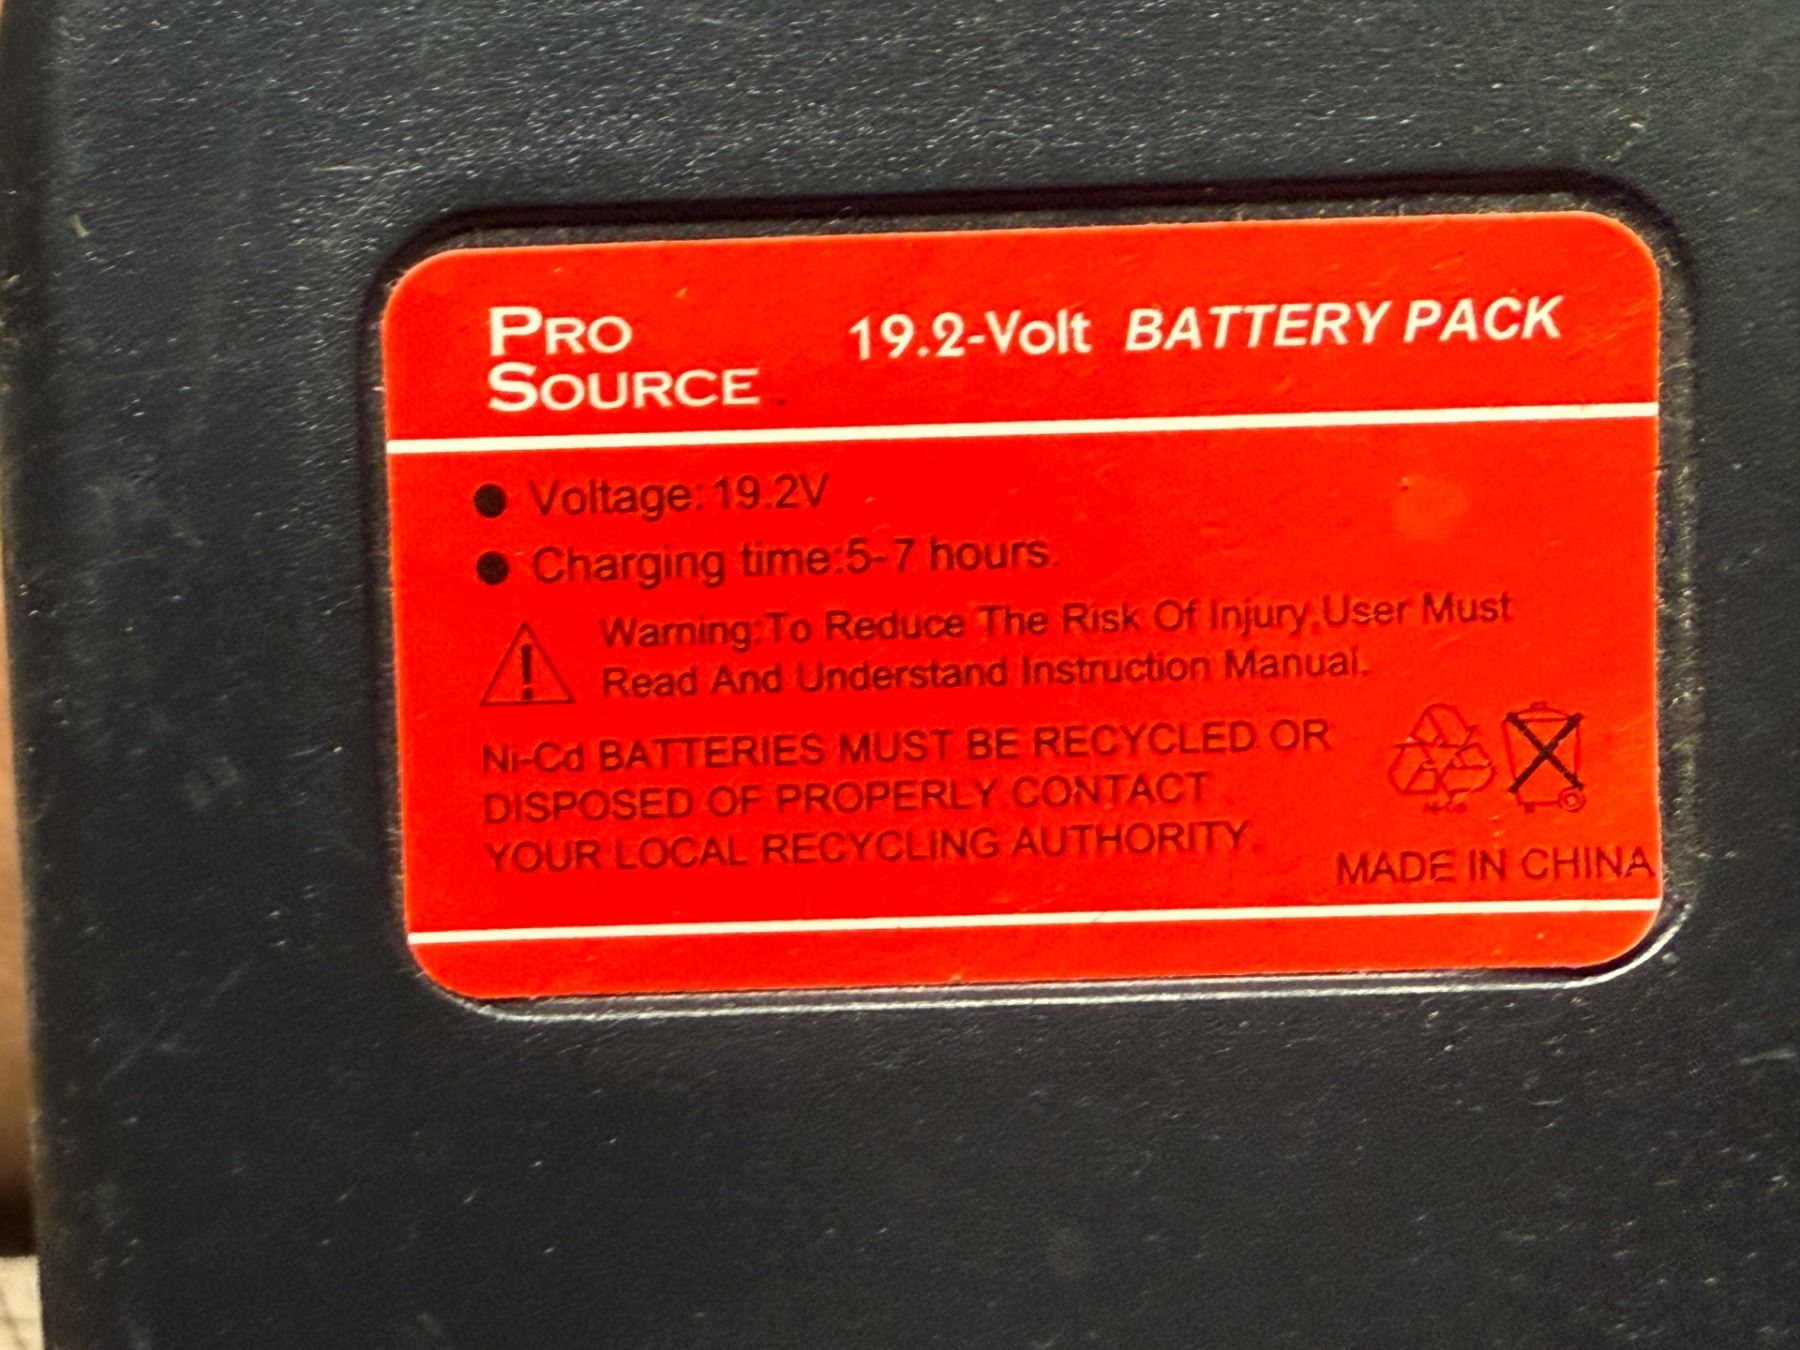 PRO
SOURCE
19.2-Volt BATTERY PACK
● Voltage: 19.2V
● Charging time:5-7 hours.
Warning:To Reduce The Risk Of Injury,User Must
Read And Understand Instruction Manual.
Ni-Cd BATTERIES MUST BE RECYCLED OR
DISPOSED OF PROPERLY CONTACT
YOUR LOCAL RECYCLING AUTHORITY.
MADE IN CHINA